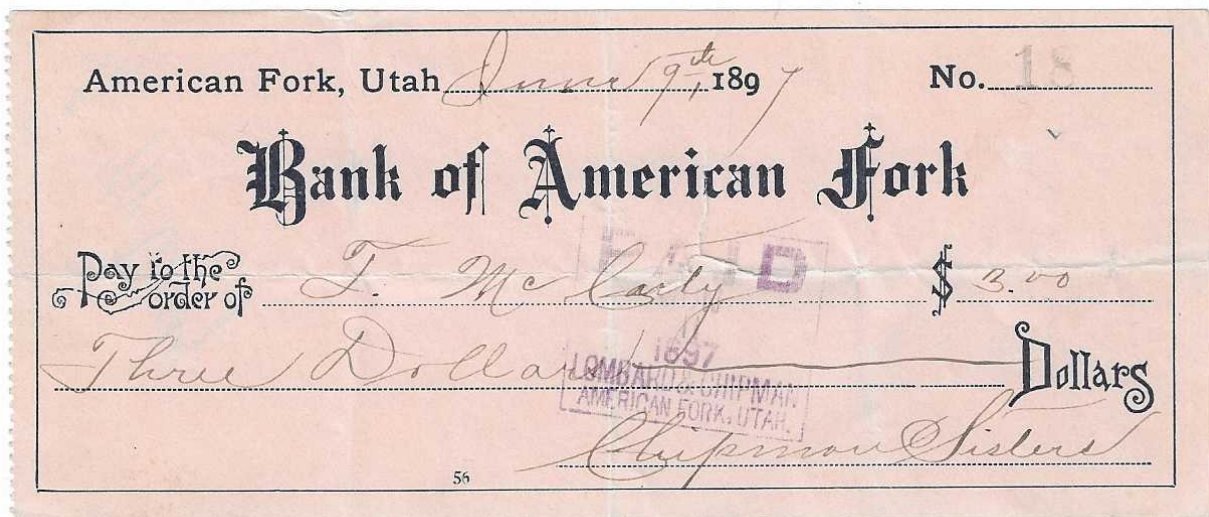 American Fork, Utah June 9th, 1897 No. 18
Bank of American Fork
Pay to the order of T. McCarty $ 3.00
PAID
Three Dollars Dollars
1897
LOMBARD & CHIPMAN
AMERICAN FORK, UTAH.
Chipman Sisters
56